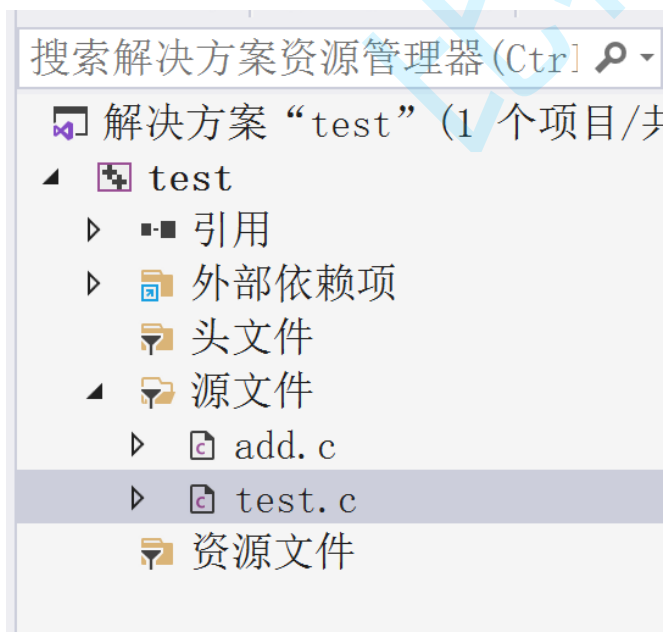 搜索解决方案资源管理器(Ctrl
解决方案“test”(1 个项目/共
test
引用
外部依赖项
头文件
源文件
add.c
test.c
资源文件